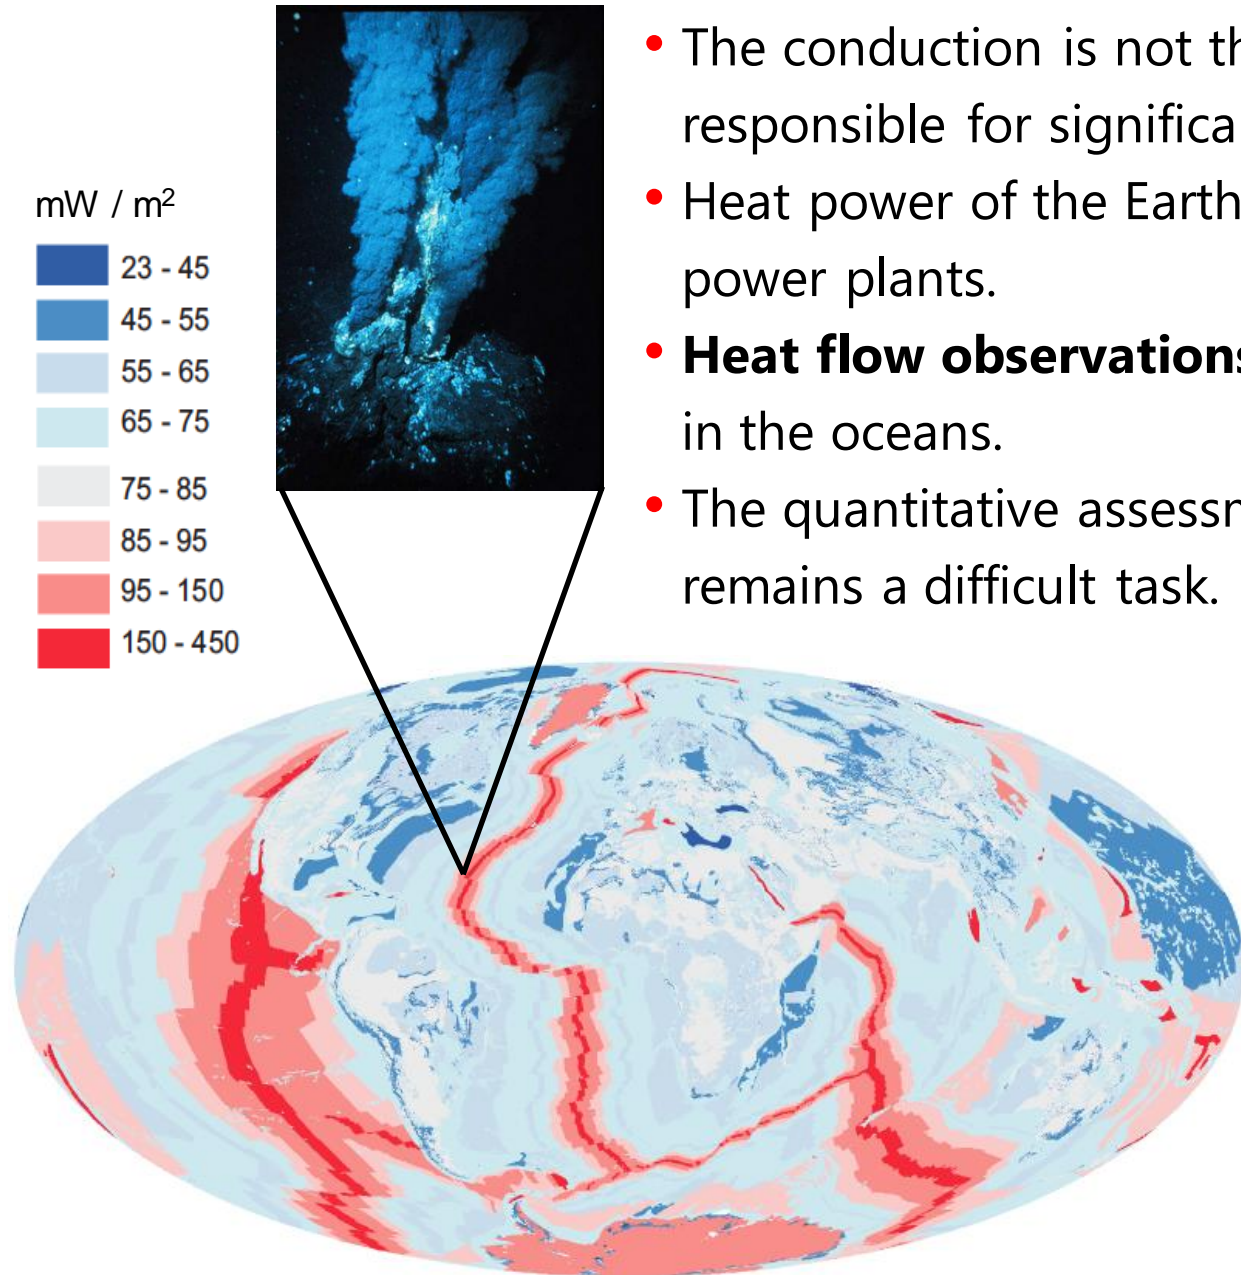 • The conduction is not
responsible for
• Heat power of the Earth
power plants.
• Heat flow observations
in the oceans.
• The quantitative
remains a difficult task.
mW / m²
23 - 45
45 - 55
55 - 65
65 - 75
75 - 85
85 - 95
95 - 150
150 - 450